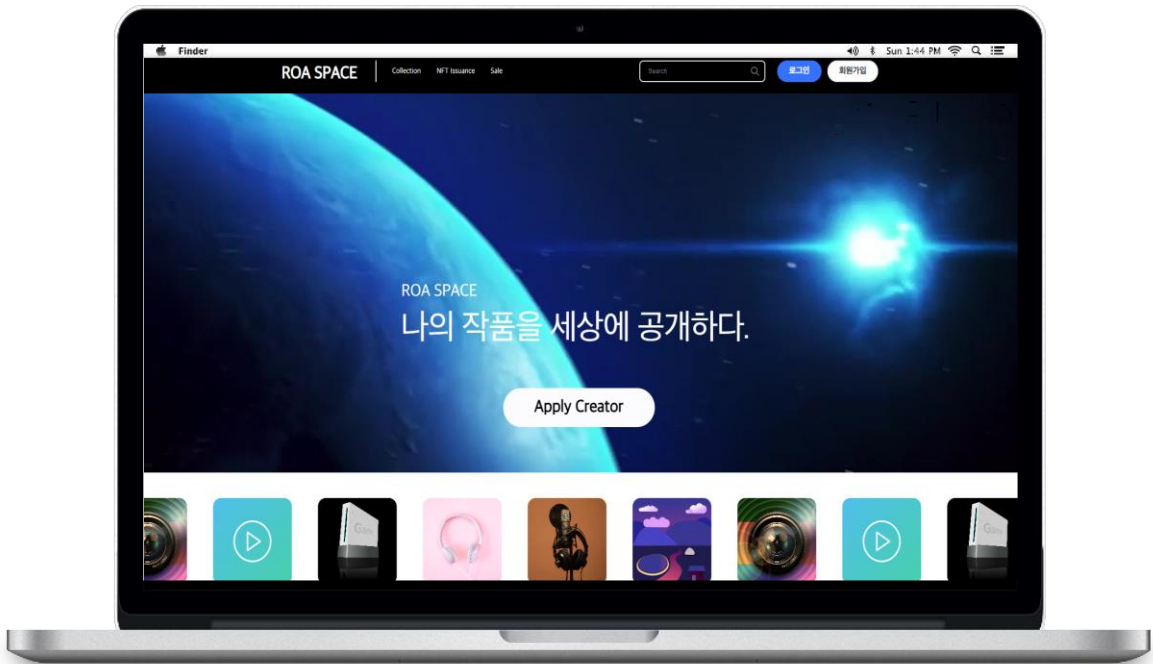 Finder
Sun 1:44 PM
ROA SPACE
Collection NFT Issuance Sale
Search
로그인
회원가입
ROA SPACE
나의 작품을 세상에 공개하다.
Apply Creator
Game